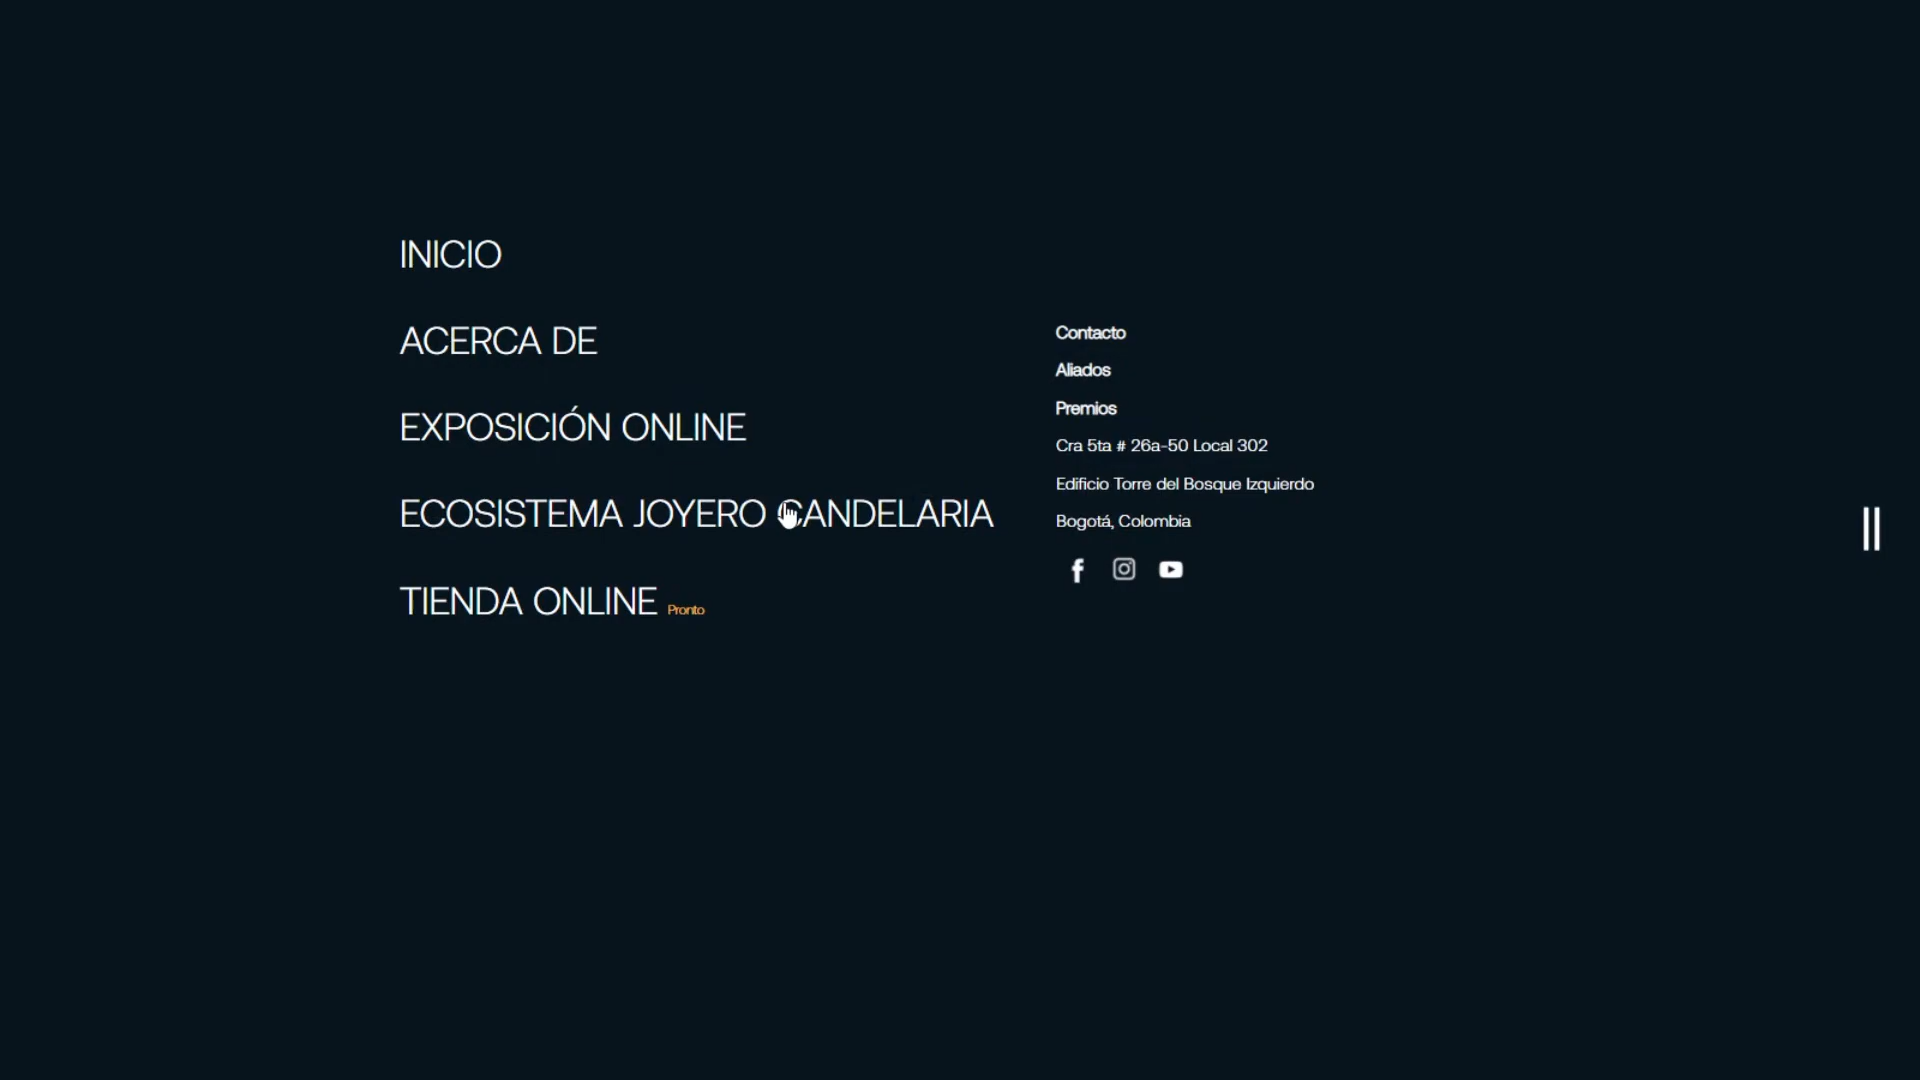 INICIO
ACERCA DE
EXPOSICIÓN ONLINE
ECOSISTEMA JOYERO CANDELARIA
TIENDA ONLINE Pronto
Contacto
Aliados
Premios
Cra 5ta # 26a-50 Local 302
Edificio Torre del Bosque Izquierdo
Bogotá, Colombia